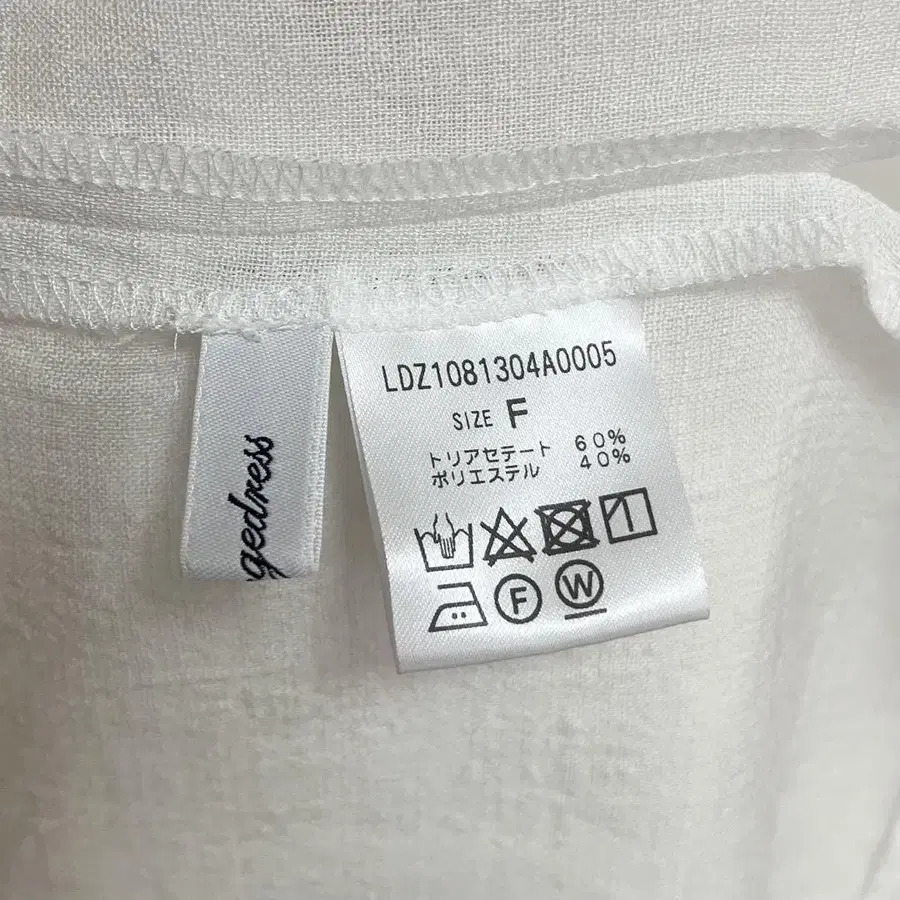 gedress
LDZ1081304A0005
SIZE F
トリアセテート 60%
ポリエステル 40%
F W